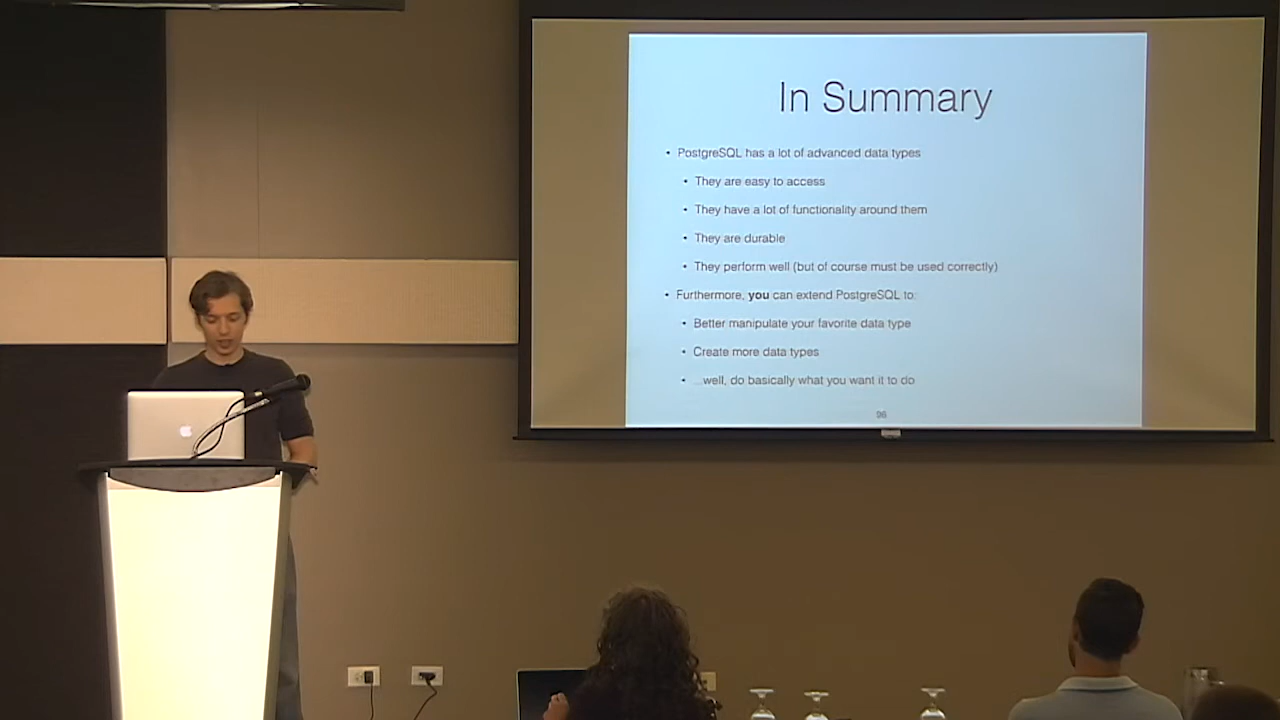 In Summary
• PostgreSQL has a lot of advanced data types
• They are easy to access
• They have a lot of functionality around them
• They are durable
• They perform well (but of course must be used correctly)
• Furthermore, you can extend PostgreSQL to:
• Better manipulate your favorite data type
• Create more data types
• ...well, do basically what you want it to do
96